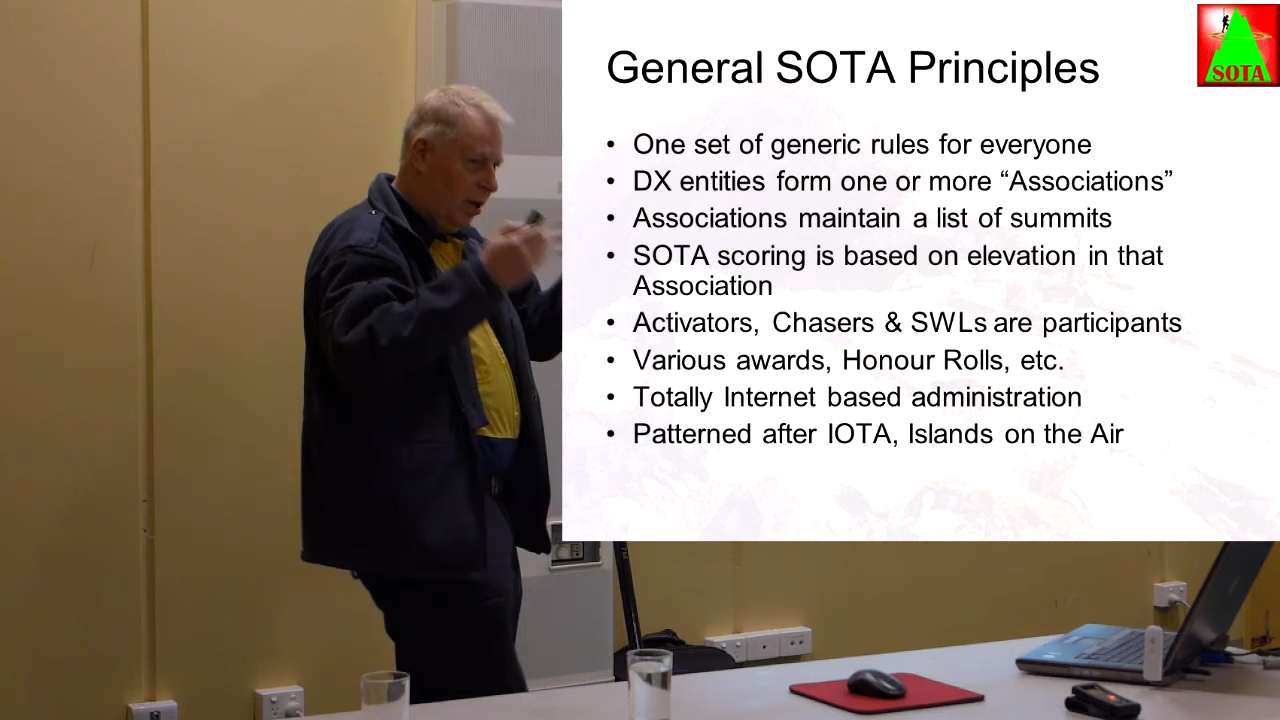 General SOTA Principles
SOTA
• One set of generic rules for everyone
• DX entities form one or more “Associations”
• Associations maintain a list of summits
• SOTA scoring is based on elevation in that
Association
• Activators, Chasers & SWLs are participants
• Various awards, Honour Rolls, etc.
• Totally Internet based administration
• Patterned after IOTA, Islands on the Air